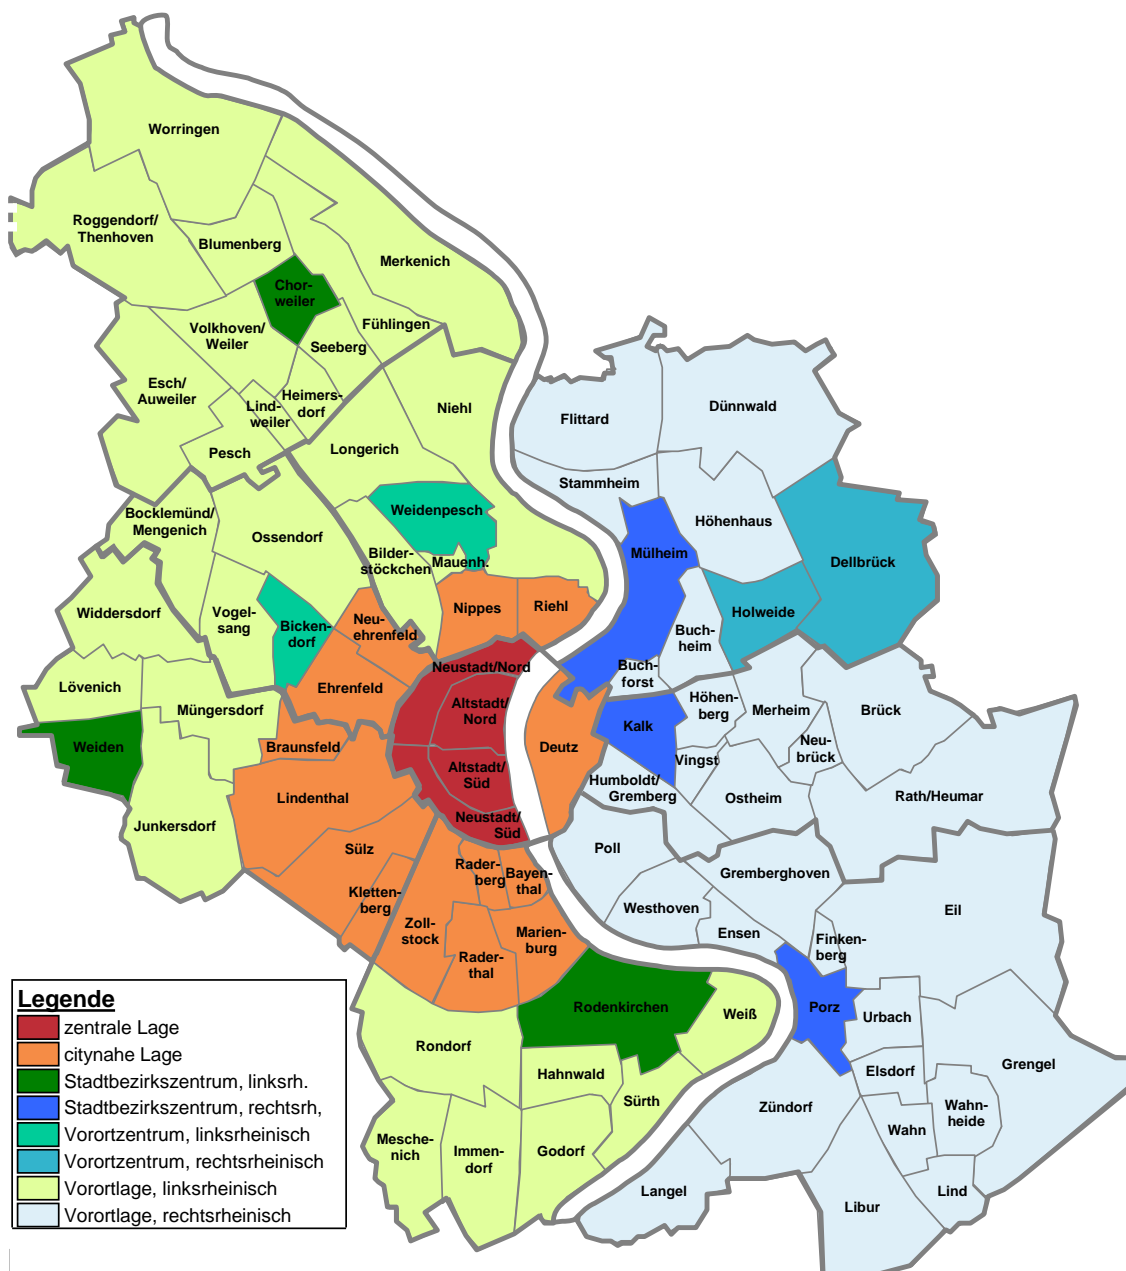 Worringen
Roggendorf/
Thenhoven
Blumenberg
Merkenich
Chor-
weiler
Fühlingen
Volkhoven/
Weiler
Seeberg
Esch/
Auweiler
Heimers-
dorf
Lind-
weiler
Niehl
Pesch
Longerich
Flittard
Dünnwald
Stammheim
Weidenpesch
Bocklemünd/
Mengenich
Ossendorf
Höhenhaus
Bilder-
stöckchen
Mauenh.
Mülheim
Dellbrück
Widdersdorf
Vogel-
sang
Bicken-
dorf
Neu-
ehrenfeld
Nippes
Riehl
Holweide
Buch-
heim
Lövenich
Ehrenfeld
Neustadt/Nord
Buch-
forst
Müngersdorf
Altstadt/
Nord
Höhen-
berg
Merheim
Brück
Weiden
Braunsfeld
Deutz
Kalk
Neu-
brück
Vingst
Altstadt/
Süd
Humboldt/
Gremberg
Ostheim
Rath/Heumar
Lindenthal
Junkersdorf
Neustadt/
Süd
Sülz
Poll
Rader-
berg
Bayen-
thal
Gremberghoven
Kletten-
berg
Westhoven
Eil
Zoll-
stock
Marien-
burg
Ensen
Finken-
berg
Rader-
thal
Rodenkirchen
Weiß
Porz
Urbach
Rondorf
Hahnwald
Elsdorf
Grengel
Sürth
Zündorf
Wahn-
heide
Wahn
Mesche-
nich
Immen-
dorf
Godorf
Langel
Lind
Libur
Legende
zentrale Lage
citynahe Lage
Stadtbezirkszentrum, linksrh.
Stadtbezirkszentrum, rechtsrh,
Vorortzentrum, linksrheinisch
Vorortzentrum, rechtsrheinisch
Vorortlage, linksrheinisch
Vorortlage, rechtsrheinisch